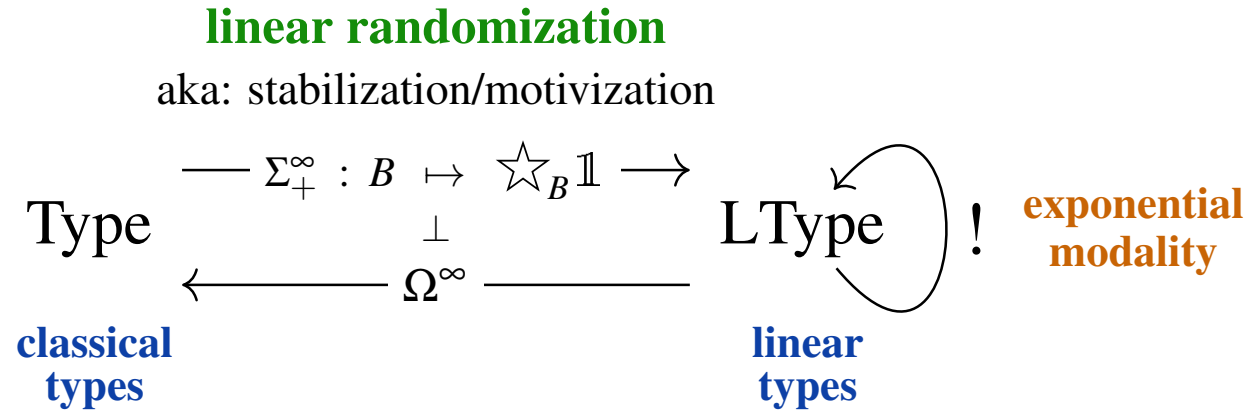 linear randomization
aka: stabilization/motivization
Σ^∞_+ : B ↦ ☆_B 𝟙
Type ⊥ LType ! exponential modality
Ω^∞
classical types
linear types